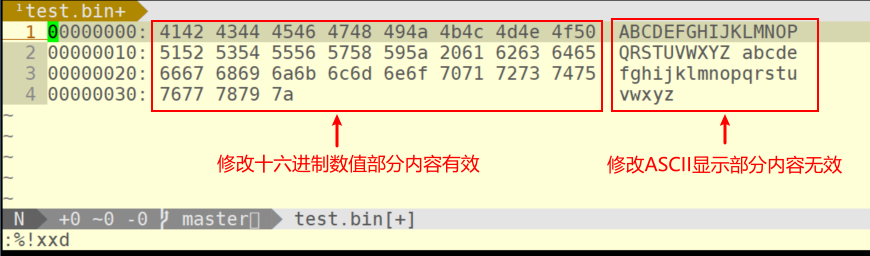 ¹test.bin+
1 00000000: 4142 4344 4546 4748 494a 4b4c 4d4e 4f50 ABCDEFGHIJKLMNOP
2 00000010: 5152 5354 5556 5758 595a 2061 6263 6465 QRSTUVWXYZ abcde
3 00000020: 6667 6869 6a6b 6c6d 6e6f 7071 7273 7475 fghijklmnopqrstu
4 00000030: 7677 7879 7a vwxyz
~
~
~
~
~
修改十六进制数值部分内容有效 修改ASCII显示部分内容无效
N +0 ~0 -0 master test.bin[+]
:%!xxd